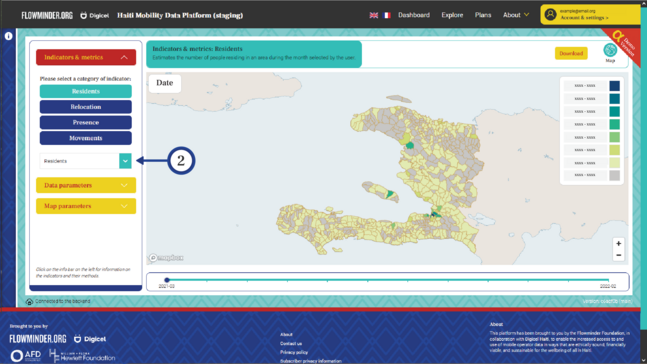 FLOWMINDER.ORG Digicel Haiti Mobility Data Platform (staging) Dashboard Explore Plans About
example@email.org
Account & settings >
Indicators & metrics
Please select a category of indicator:
Residents
Relocation
Presence
Movements
Residents
Data parameters
Map parameters
Click on the info bar on the left for information on
the indicators and their methods.
2
Indicators & metrics: Residents
Estimates the number of people residing in an area during the month selected by the user.
Download
Map
Date
xxxx - xxxx
xxxx - xxxx
xxxx - xxxx
xxxx - xxxx
xxxx - xxxx
xxxx - xxxx
xxxx - xxxx
xxxx - xxxx
mapbox
+
−
2022-02
Connected to the backend
Brought to you by
FLOWMINDER.ORG Digicel
AFD Hewlett Foundation
About
Contact us
Privacy policy
Subscriber privacy information
About
This platform has been brought to you by the Flowminder Foundation, in
collaboration with Digicel Haiti, to enable the increased access to and
use of mobile operator data in ways that are ethically sound, financially
viable, and sustainable for the wellbeing of all in Haiti.